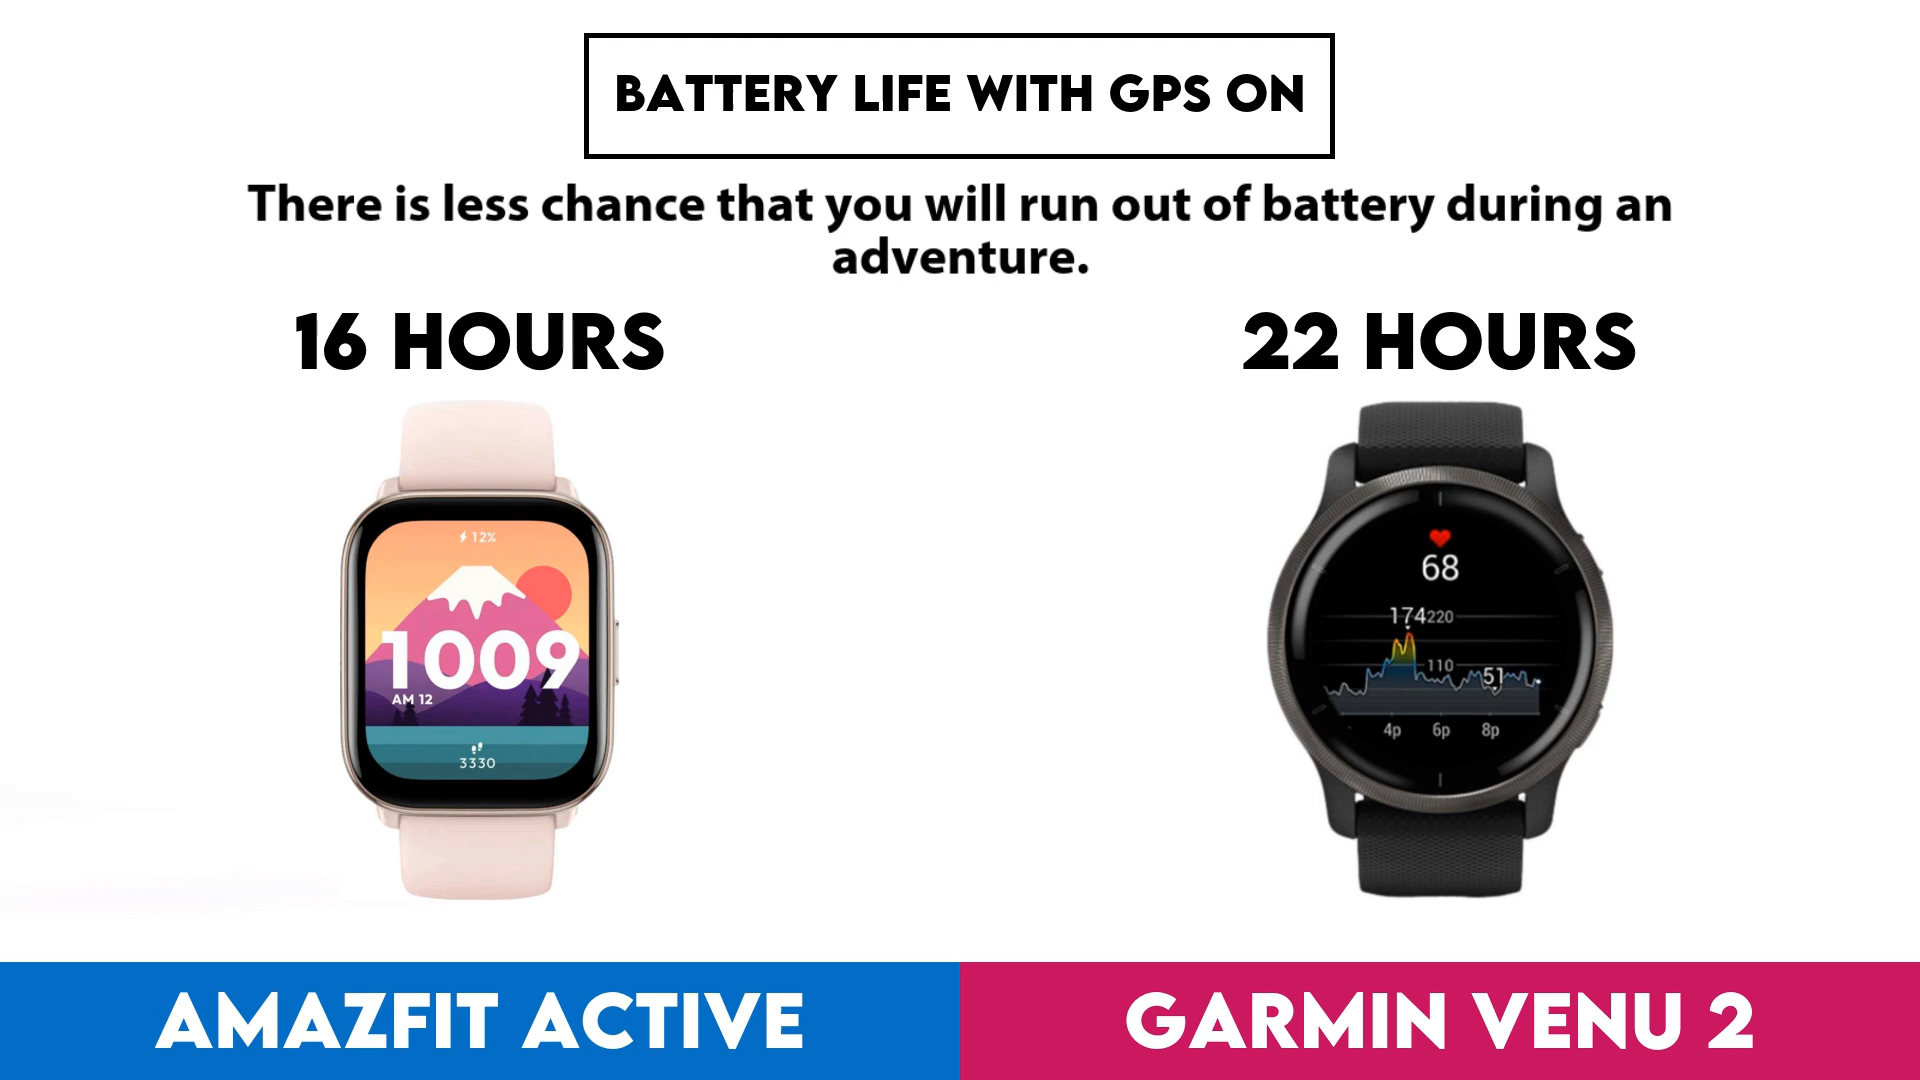 BATTERY LIFE WITH GPS ON
There is less chance that you will run out of battery during an
adventure.
16 HOURS
22 HOURS
12%
1009
AM 12
3330
68
174 220
110
51
4p 6p 8p
AMAZFIT ACTIVE
GARMIN VENU 2